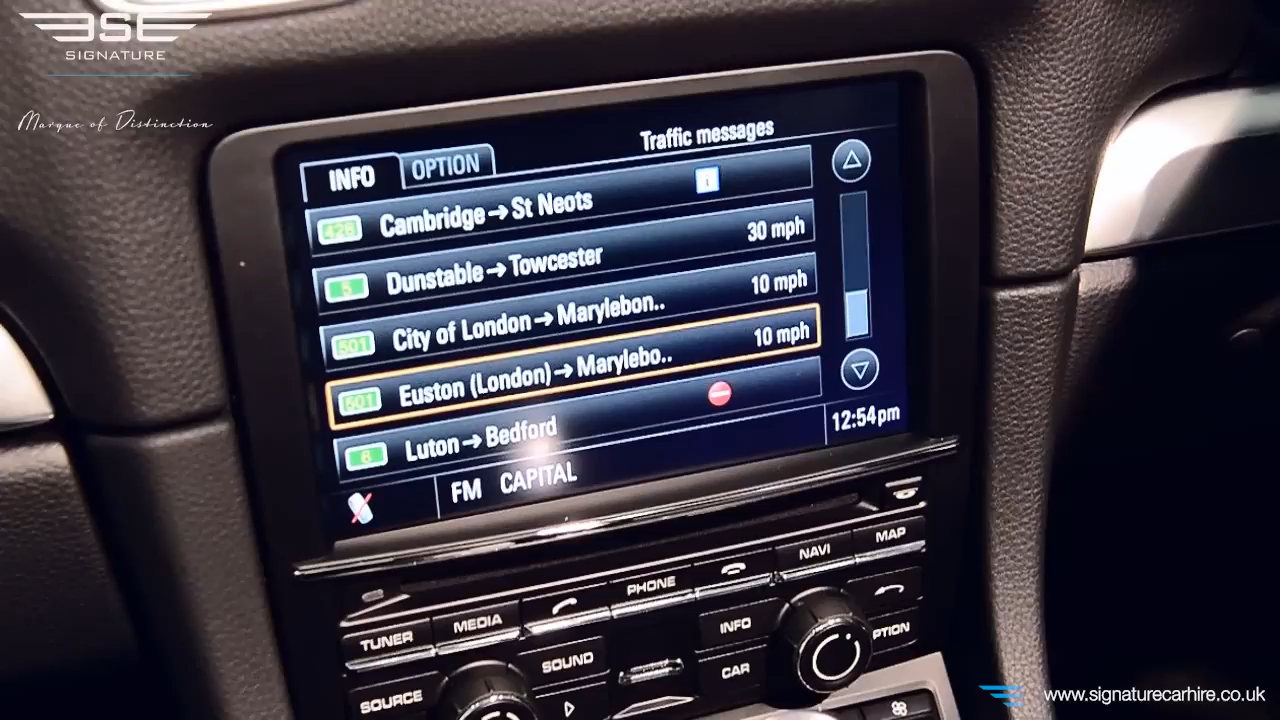 3SE
SIGNATURE
Marque of Distinction
Traffic messages
INFO OPTION
428 Cambridge→St Neots i
5 Dunstable→Towcester 30 mph
501 City of London→Marylebon.. 10 mph
501 Euston (London)→Marylebo.. 10 mph
6 Luton→Bedford
12:54pm
FM CAPITAL
TUNER MEDIA PHONE NAVI MAP
SOURCE SOUND INFO CAR OPTION
www.signaturecarhire.co.uk